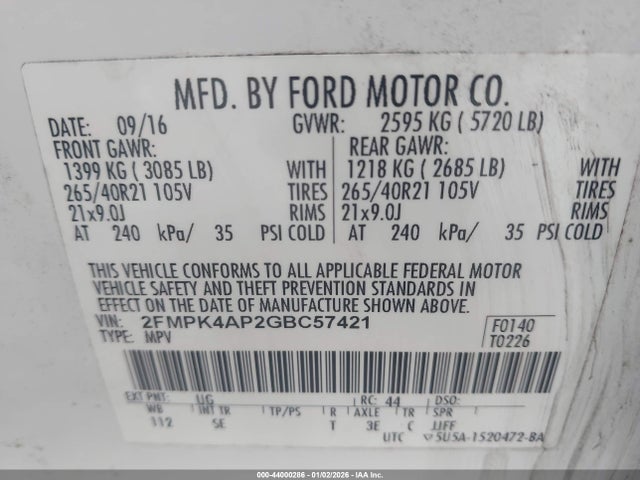 MFD. BY FORD MOTOR CO.
DATE: 09/16 GVWR: 2595 KG ( 5720 LB)
FRONT GAWR: REAR GAWR:
1399 KG ( 3085 LB) WITH 1218 KG ( 2685 LB) WITH
265/40R21 105V TIRES 265/40R21 105V TIRES
21x9.0J RIMS 21x9.0J RIMS
AT 240 kPa/ 35 PSI COLD AT 240 kPa/ 35 PSI COLD
THIS VEHICLE CONFORMS TO ALL APPLICABLE FEDERAL MOTOR
VEHICLE SAFETY AND THEFT PREVENTION STANDARDS IN
EFFECT ON THE DATE OF MANUFACTURE SHOWN ABOVE.
VIN: 2FMPK4AP2GBC57421 F0140
TYPE: MPV T0226
EXT PNT: UG RC: 44 DSO:
WB INT TR TP/PS R AXLE TR SPR
112 SE T 3E C JJFF
UTC 5U5A-1520472-BA
000-44000286 - 01/02/2026 - IAAI Canada